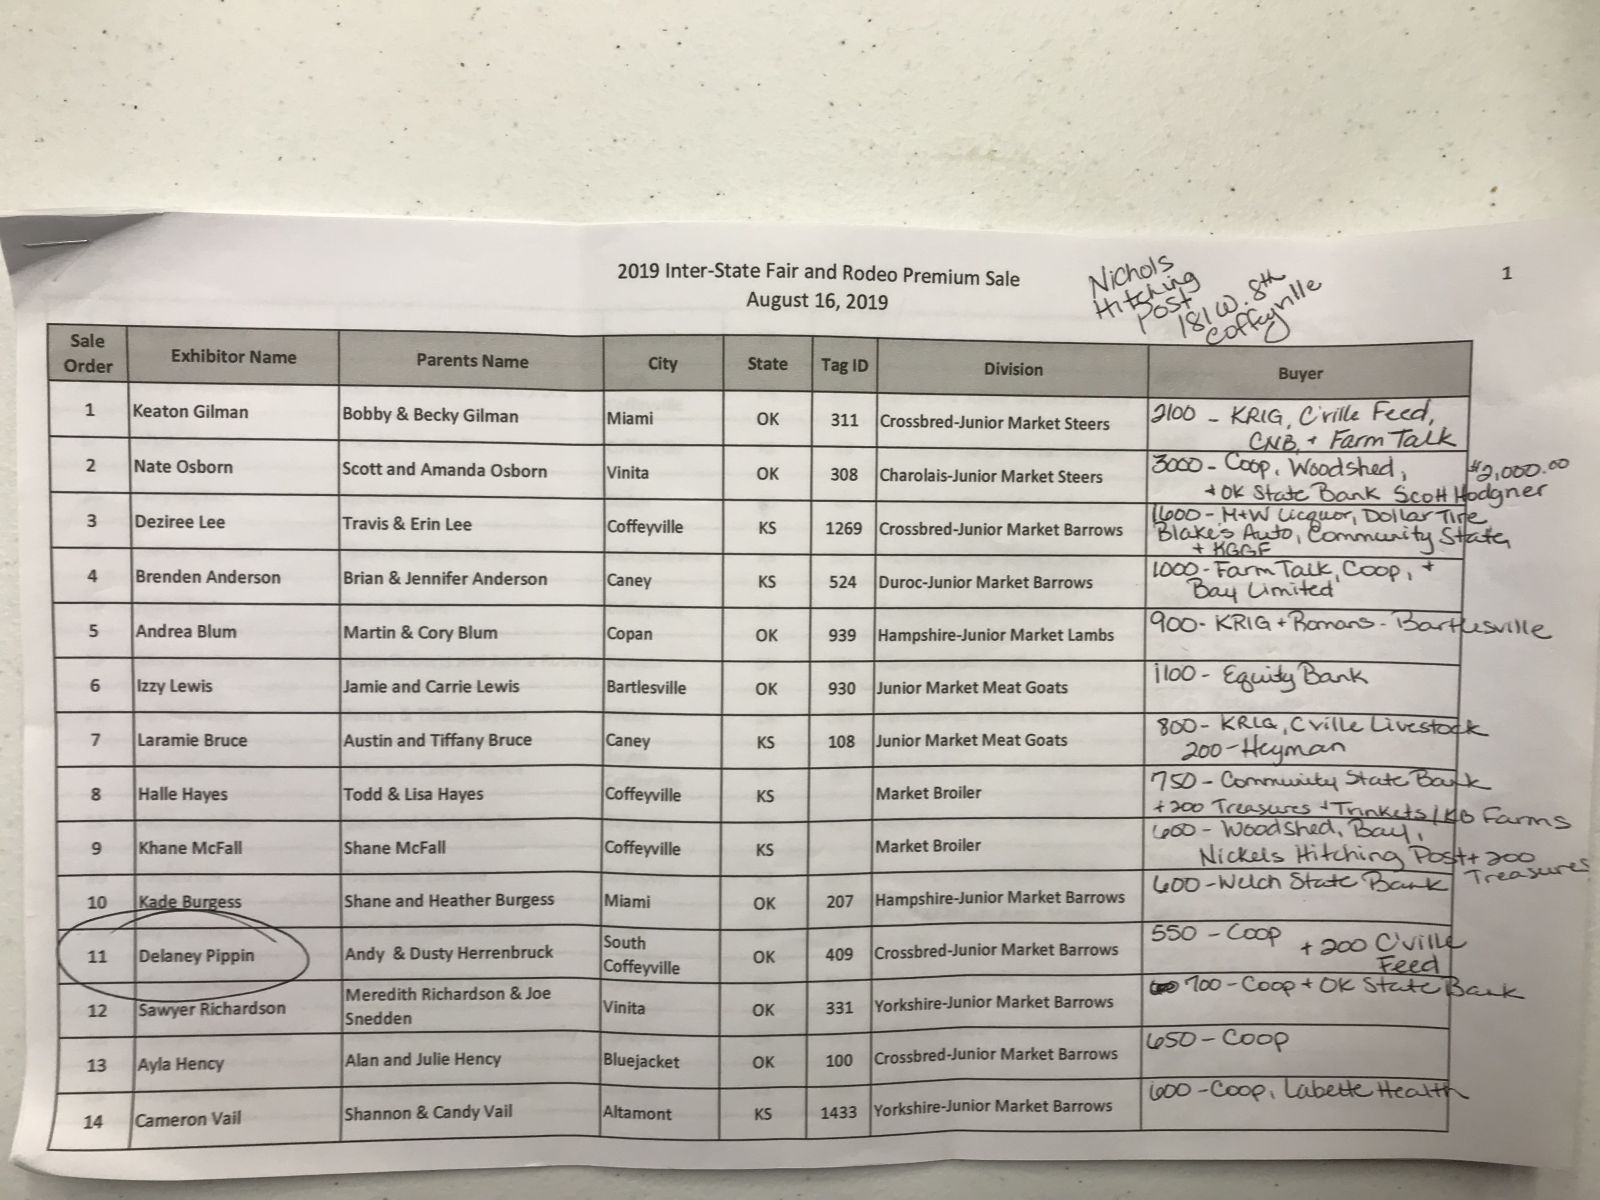 2019 Inter-State Fair and Rodeo Premium Sale
August 16, 2019
1
Nichols
Hitching
Post
181 W. 8th
Coffeyville
Sale Order Exhibitor Name Parents Name City State Tag ID Division Buyer
1 Keaton Gilman Bobby & Becky Gilman Miami OK 311 Crossbred-Junior Market Steers 2100 - KRIG, C'ville Feed,
CNB, + Farm Talk
2 Nate Osborn Scott and Amanda Osborn Vinita OK 308 Charolais-Junior Market Steers 3000 - Coop, Woodshed, $2,000.00
+ OK State Bank Scott Hodgner
3 Deziree Lee Travis & Erin Lee Coffeyville KS 1269 Crossbred-Junior Market Barrows 1600 - M+W Licquor, Dollar Tire
Blake's Auto, Community State,
+ KGGF
4 Brenden Anderson Brian & Jennifer Anderson Caney KS 524 Duroc-Junior Market Barrows 1000 - Farm Talk, Coop, +
Bay Limited
5 Andrea Blum Martin & Cory Blum Copan OK 939 Hampshire-Junior Market Lambs 900 - KRIG + Romans - Bartlesville
6 Izzy Lewis Jamie and Carrie Lewis Bartlesville OK 930 Junior Market Meat Goats 1100 - Equity Bank
7 Laramie Bruce Austin and Tiffany Bruce Caney KS 108 Junior Market Meat Goats 800 - KRIG, Cville Livestock
200 - Heyman
8 Halle Hayes Todd & Lisa Hayes Coffeyville KS Market Broiler 750 - Community State Bank
+ 200 Treasures + Trinkets / KB Farms
9 Khane McFall Shane McFall Coffeyville KS Market Broiler 600 - Woodshed, Bay,
Nickels Hitching Post + 200
Treasures
10 Kade Burgess Shane and Heather Burgess Miami OK 207 Hampshire-Junior Market Barrows 600 - Welch State Bank
11 Delaney Pippin Andy & Dusty Herrenbruck South Coffeyville OK 409 Crossbred-Junior Market Barrows 550 - Coop + 200 C'ville
Feed
12 Sawyer Richardson Meredith Richardson & Joe Snedden Vinita OK 331 Yorkshire-Junior Market Barrows 700 - Coop + OK State Bank
13 Ayla Hency Alan and Julie Hency Bluejacket OK 100 Crossbred-Junior Market Barrows 650 - Coop
14 Cameron Vail Shannon & Candy Vail Altamont KS 1433 Yorkshire-Junior Market Barrows 600 - Coop, Labette Health